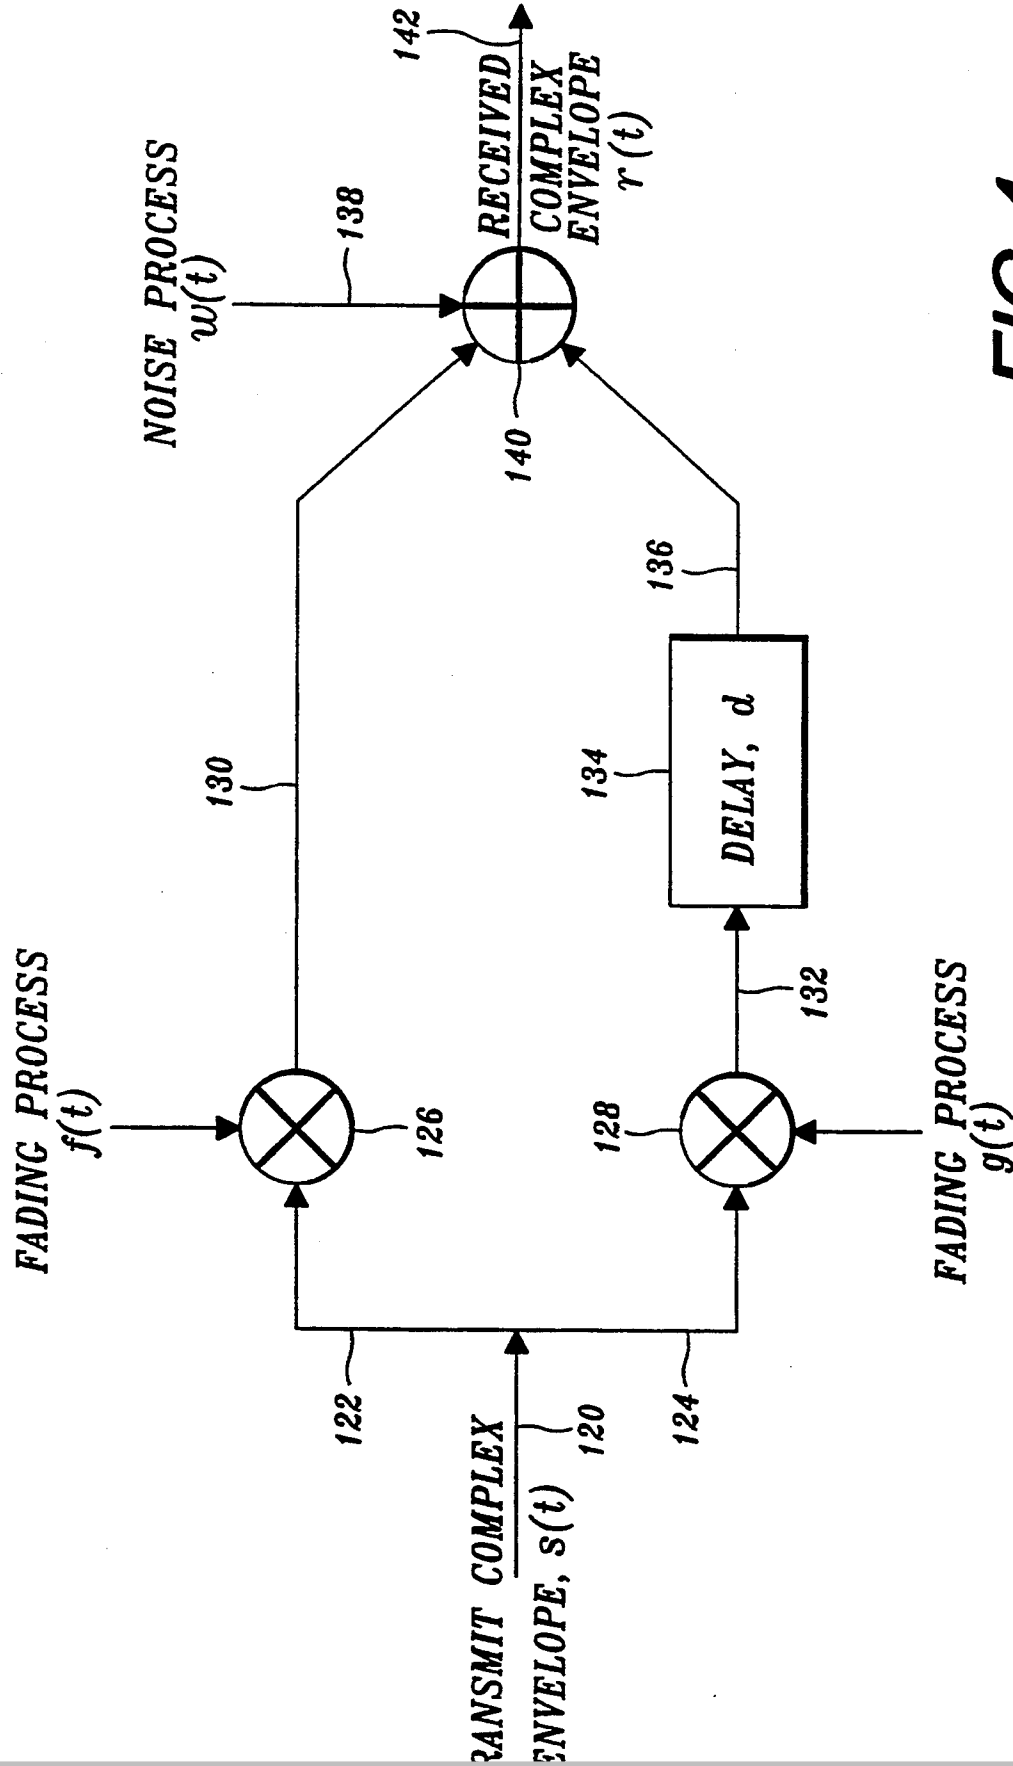 FADING PROCESS
f(t)
NOISE PROCESS
w(t)
130
138
142
122
126
RECEIVED
COMPLEX
ENVELOPE
r(t)
140
120
ENVELOPE, s(t)
COMPLEX
124
128
132
134
DELAY, d
136
FADING PROCESS
g(t)